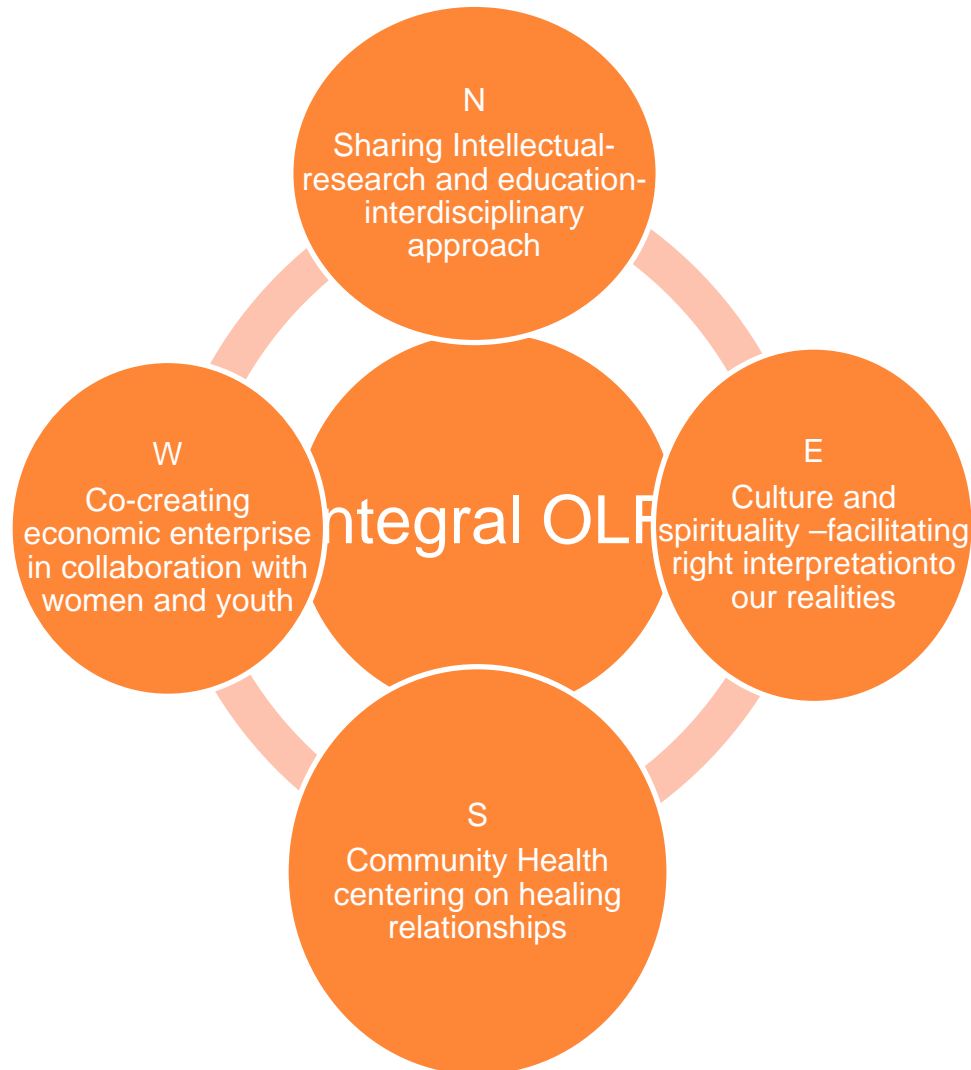 N
Sharing Intellectual-
research and education-
interdisciplinary
approach
W
Co-creating
economic enterprise
in collaboration with
women and youth
ntegral OLF
E
Culture and
spirituality –facilitating
right interpretationto
our realities
S
Community Health
centering on healing
relationships